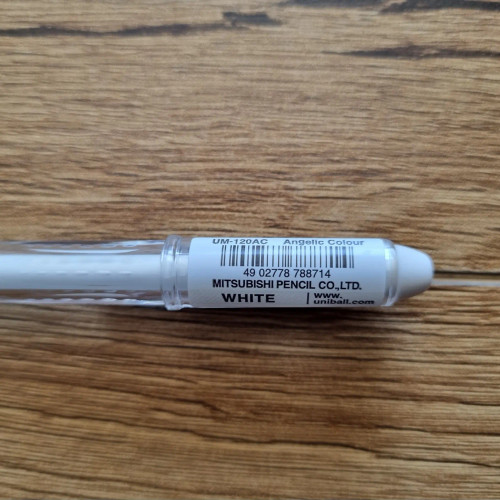 UM-120AC Angelic Colour
49 02778 788714
MITSUBISHI PENCIL CO.,LTD.
WHITE | www.
uniball.com